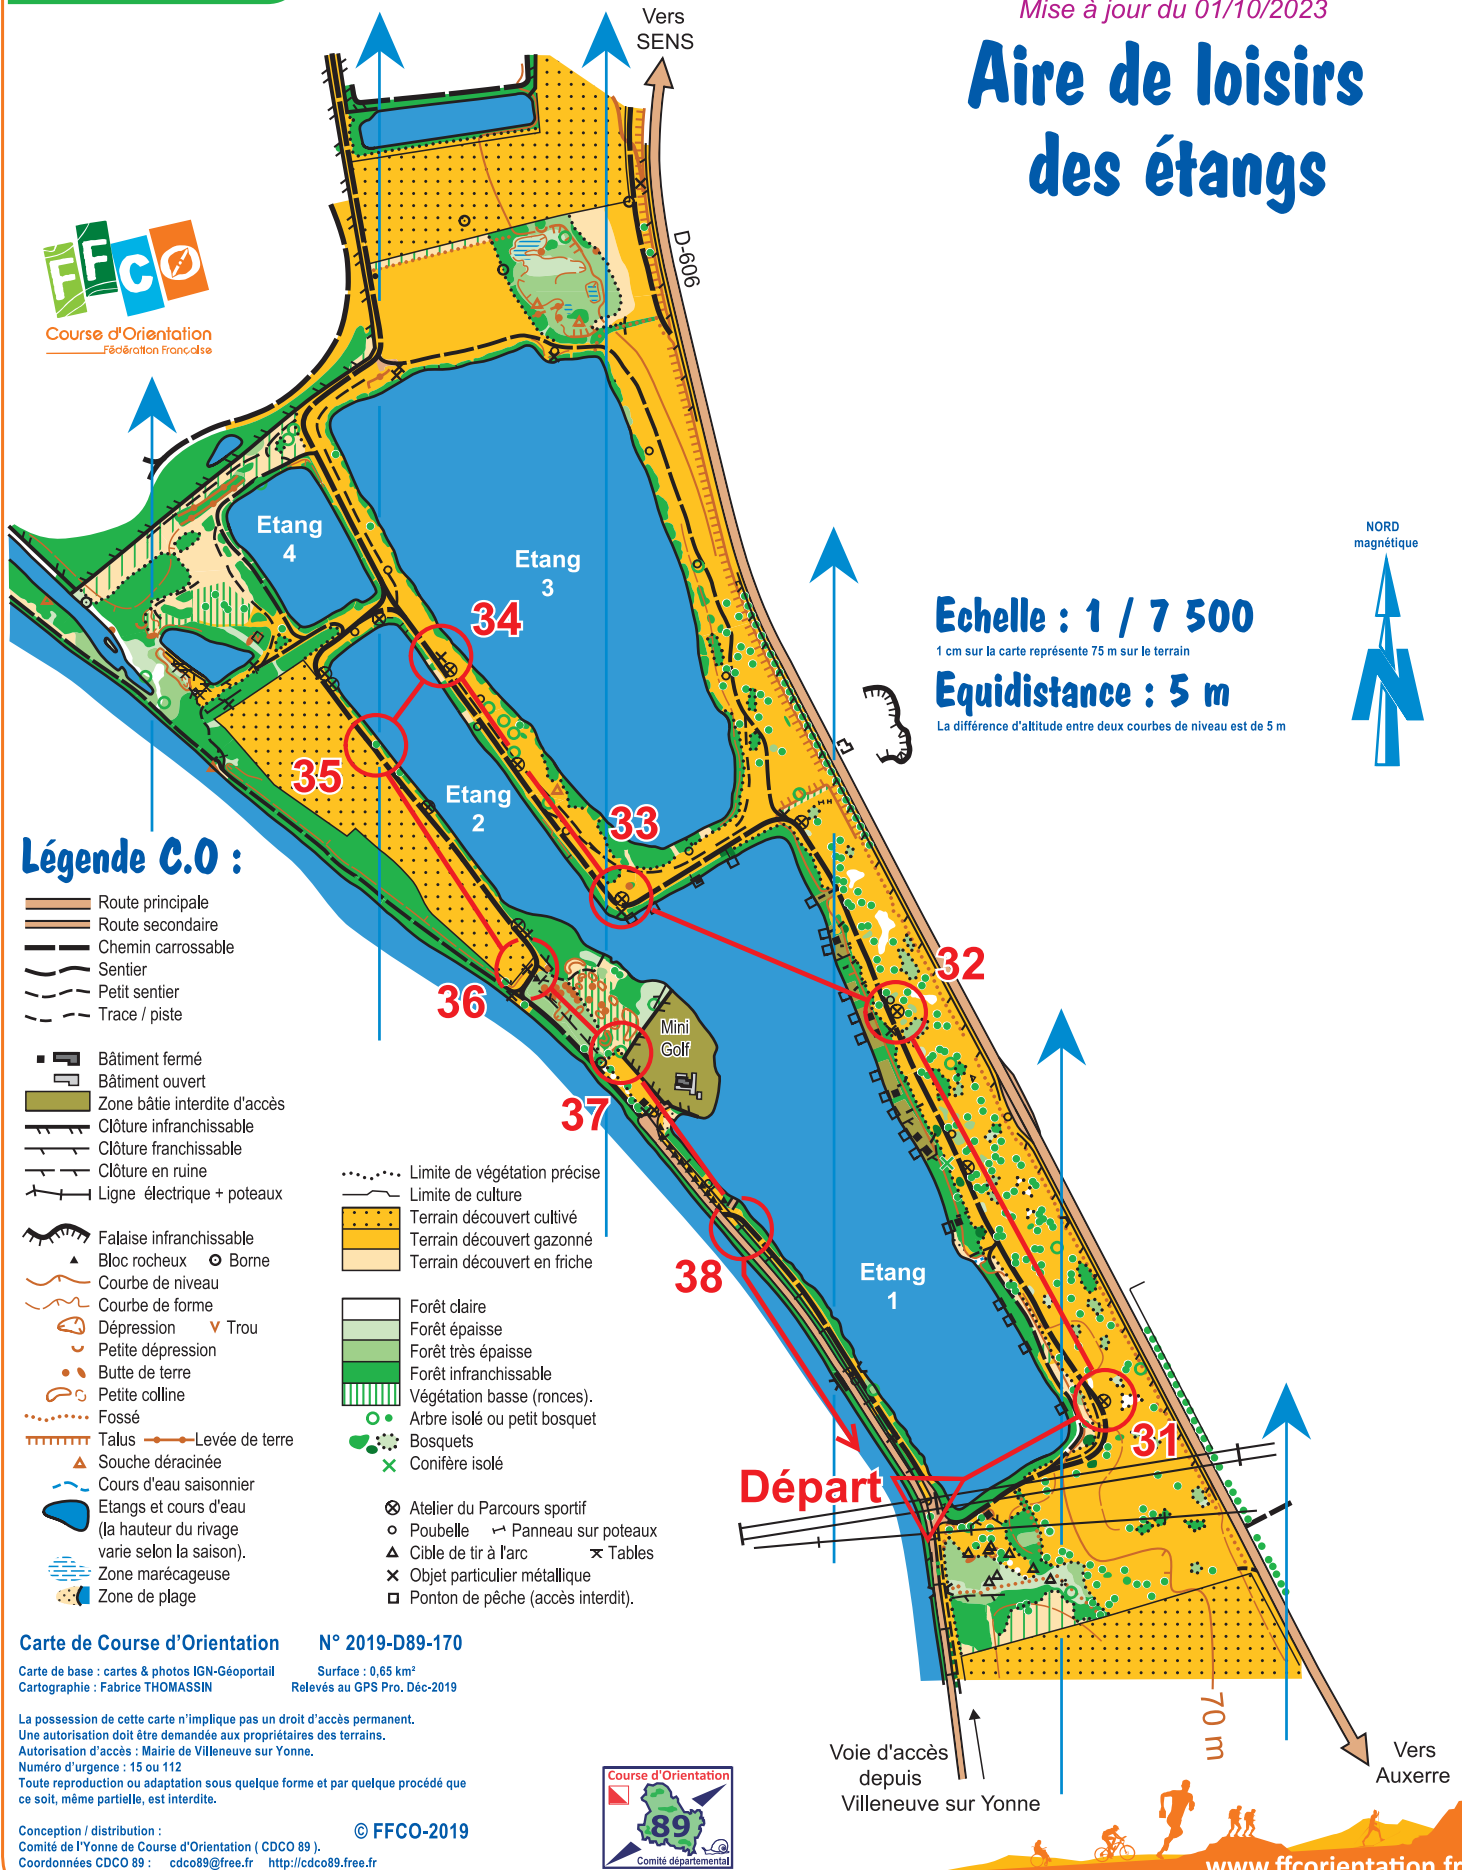 Mise à jour du 01/10/2023
Aire de loisirs
des étangs
Vers
SENS
D-606
FFCO
Course d'Orientation
Fédération Française
Etang
4
Etang
3
34
35
Etang
2
33
32
36
37
Mini
Golf
38
Etang
1
31
Départ
NORD
magnétique
N
Echelle : 1 / 7 500
1 cm sur la carte représente 75 m sur le terrain
Equidistance : 5 m
La différence d'altitude entre deux courbes de niveau est de 5 m
Légende C.O :
Route principale
Route secondaire
Chemin carrossable
Sentier
Petit sentier
Trace / piste
Bâtiment fermé
Bâtiment ouvert
Zone bâtie interdite d'accès
Clôture infranchissable
Clôture franchissable
Clôture en ruine
Ligne électrique + poteaux
Falaise infranchissable
Bloc rocheux Borne
Courbe de niveau
Courbe de forme
Dépression Trou
Petite dépression
Butte de terre
Petite colline
Fossé
Talus Levée de terre
Souche déracinée
Cours d'eau saisonnier
Etangs et cours d'eau
(la hauteur du rivage
varie selon la saison).
Zone marécageuse
Zone de plage
Limite de végétation précise
Limite de culture
Terrain découvert cultivé
Terrain découvert gazonné
Terrain découvert en friche
Forêt claire
Forêt épaisse
Forêt très épaisse
Forêt infranchissable
Végétation basse (ronces).
Arbre isolé ou petit bosquet
Bosquets
Conifère isolé
Atelier du Parcours sportif
Poubelle Panneau sur poteaux
Cible de tir à l'arc Tables
Objet particulier métallique
Ponton de pêche (accès interdit).
Carte de Course d'Orientation N° 2019-D89-170
Carte de base : cartes & photos IGN-Géoportail Surface : 0,65 km²
Cartographie : Fabrice THOMASSIN Relevés au GPS Pro. Déc-2019
La possession de cette carte n'implique pas un droit d'accès permanent.
Une autorisation doit être demandée aux propriétaires des terrains.
Autorisation d'accès : Mairie de Villeneuve sur Yonne.
Numéro d'urgence : 15 ou 112
Toute reproduction ou adaptation sous quelque forme et par quelque procédé que
ce soit, même partielle, est interdite.
Conception / distribution : © FFCO-2019
Comité de l'Yonne de Course d'Orientation ( CDCO 89 ).
Coordonnées CDCO 89 : cdco89@free.fr http://cdco89.free.fr
Course d'Orientation
89
Comité départemental
70 m
Voie d'accès
depuis
Villeneuve sur Yonne
Vers
Auxerre
www.ffcorientation.fr